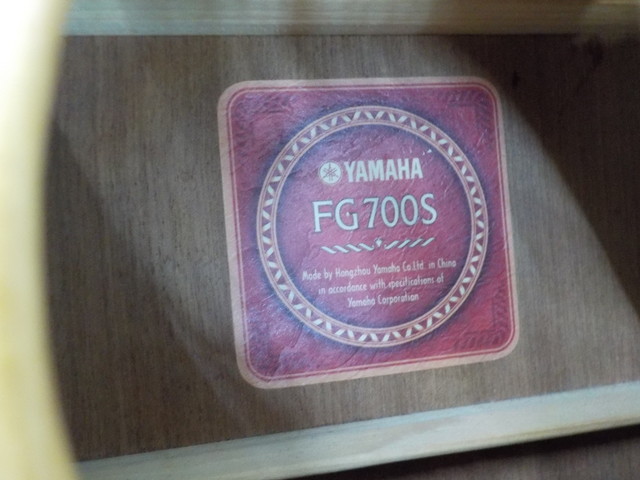 YAMAHA
FG700S
Made by Hangzhou Yamaha Co.Ltd. in China
in accordance with specifications of
Yamaha Corporation